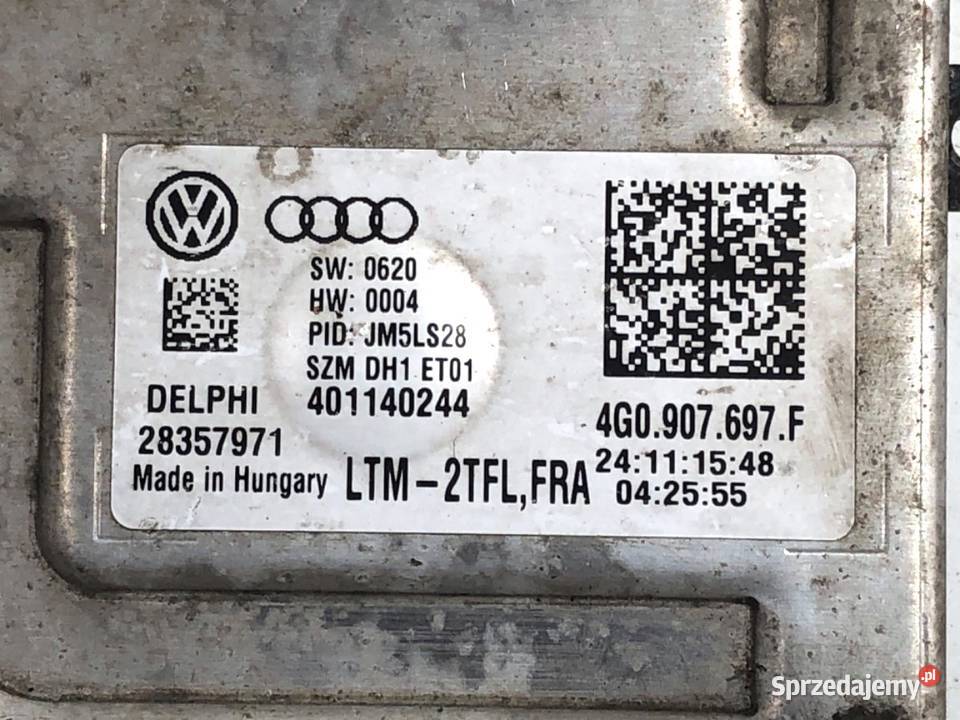 SW: 0620
HW: 0004
PID: JM5LS28
SZM DH1 ET01
401140244
DELPHI
28357971
Made in Hungary
LTM-2TFL,FRA
4G0.907.697.F
24:11:15:48
04:25:55
Sprzedajemy.pl